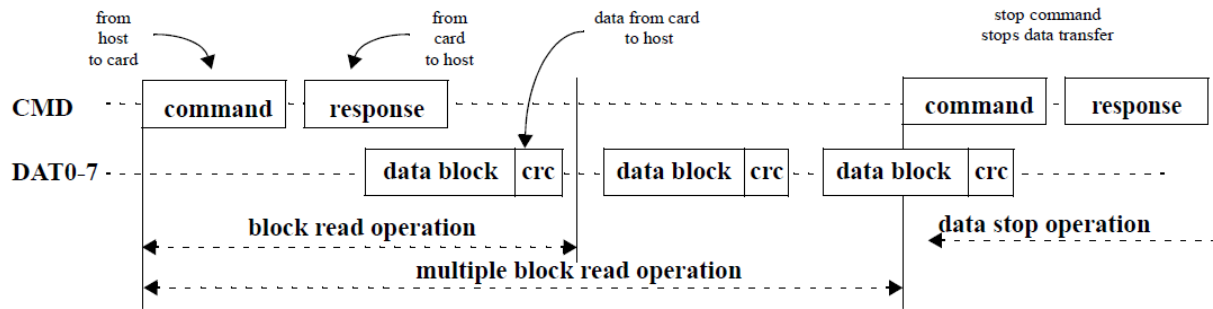 from
host
to card
from
card
to host
data from card
to host
stop command
stops data transfer
CMD
command
response
command
response
DAT0-7
data block
crc
data block
crc
data block
crc
block read operation
data stop operation
multiple block read operation